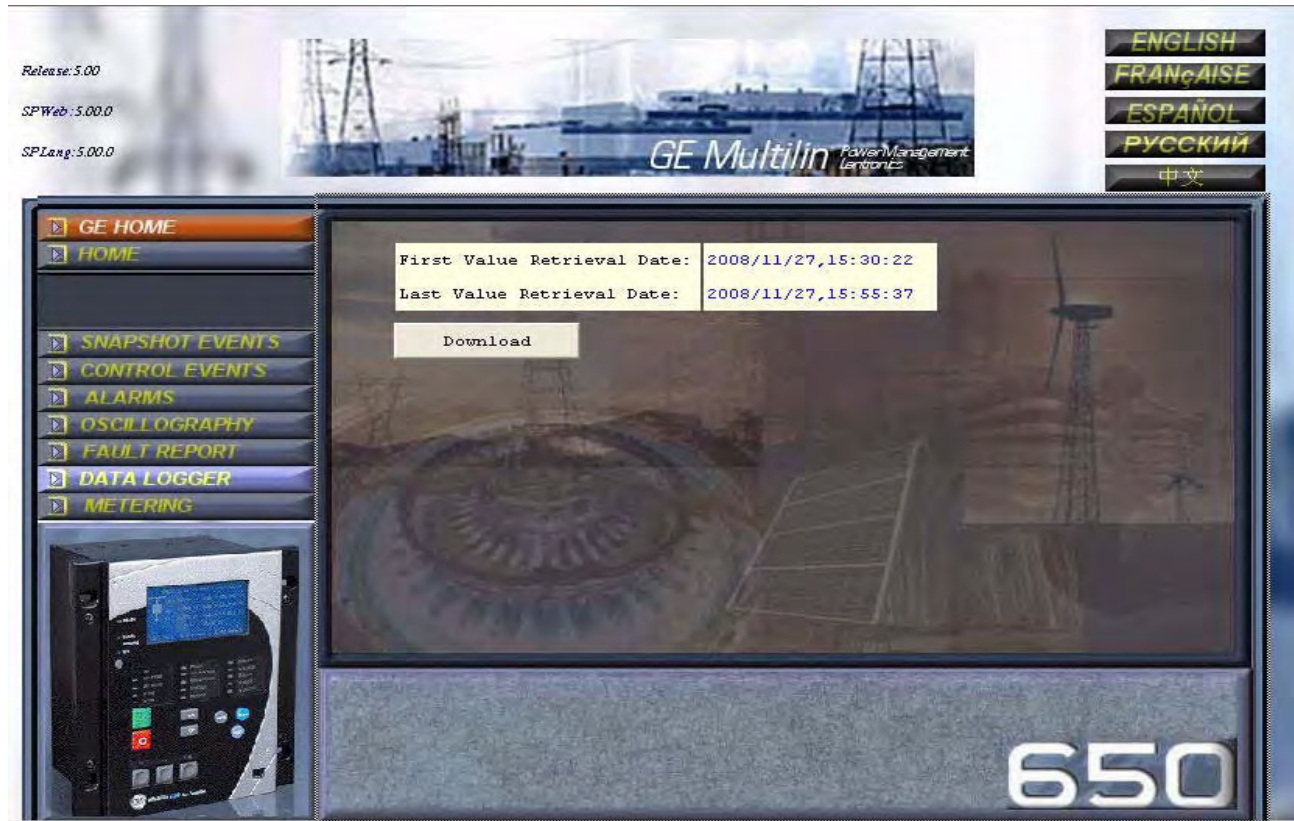 Release:5.00
SPWeb:5.00.0
SPLang:5.00.0
GE Multilin PowerManagement
Lentronics
ENGLISH
FRANçAISE
ESPAÑOL
РУССКИЙ
中文
GE HOME
HOME
SNAPSHOT EVENTS
CONTROL EVENTS
ALARMS
OSCILLOGRAPHY
FAULT REPORT
DATA LOGGER
METERING
First Value Retrieval Date: 2008/11/27,15:30:22
Last Value Retrieval Date: 2008/11/27,15:55:37
Download
650